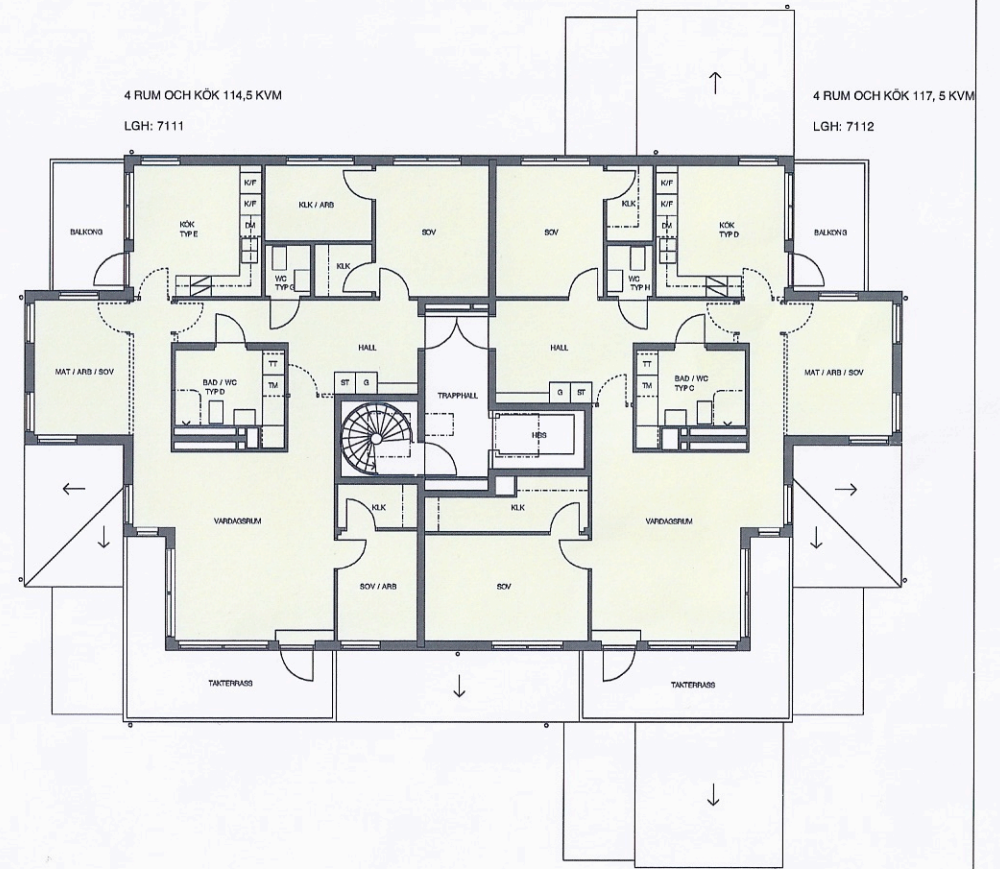 4 RUM OCH KÖK 114,5 KVM
LGH: 7111
4 RUM OCH KÖK 117, 5 KVM
LGH: 7112
BALKONG
KÖK
TYP E
K/F
K/F
DM
KLK / ARB
SOV
KLK
WC
TYP G
SOV
KLK
WC
TYP H
K/F
K/F
DM
KÖK
TYP D
BALKONG
MAT / ARB / SOV
BAD / WC
TYP D
TT
TM
HALL
ST
G
TRAPPHALL
HALL
G
ST
HISS
TT
TM
BAD / WC
TYP C
MAT / ARB / SOV
VARDAGSRUM
KLK
SOV / ARB
KLK
SOV
VARDAGSRUM
TAKTERRASS
TAKTERRASS